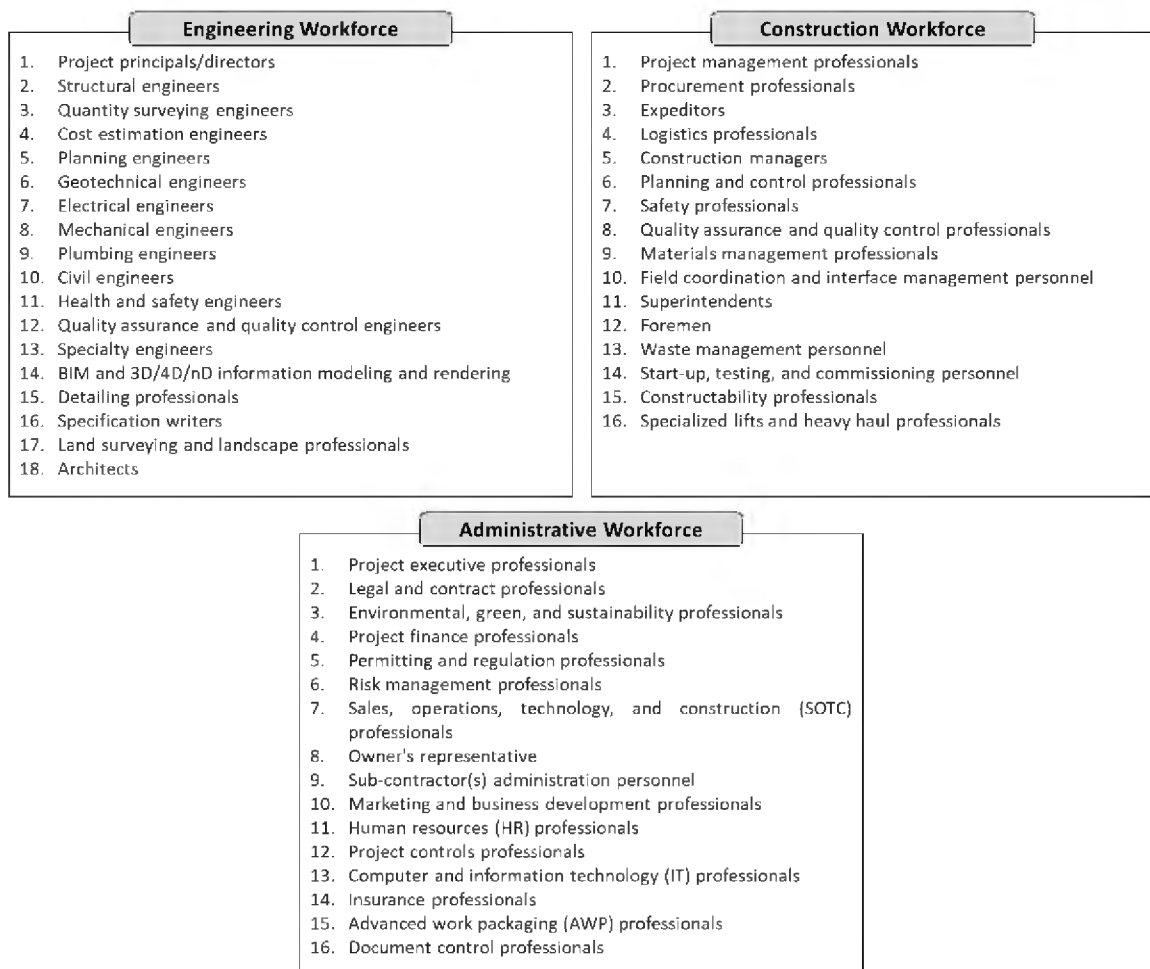 Engineering Workforce
1. Project principals/directors
2. Structural engineers
3. Quantity surveying engineers
4. Cost estimation engineers
5. Planning engineers
6. Geotechnical engineers
7. Electrical engineers
8. Mechanical engineers
9. Plumbing engineers
10. Civil engineers
11. Health and safety engineers
12. Quality assurance and quality control engineers
13. Specialty engineers
14. BIM and 3D/4D/nD information modeling and rendering
15. Detailing professionals
16. Specification writers
17. Land surveying and landscape professionals
18. Architects
Construction Workforce
1. Project management professionals
2. Procurement professionals
3. Expeditors
4. Logistics professionals
5. Construction managers
6. Planning and control professionals
7. Safety professionals
8. Quality assurance and quality control professionals
9. Materials management professionals
10. Field coordination and interface management personnel
11. Superintendents
12. Foremen
13. Waste management personnel
14. Start-up, testing, and commissioning personnel
15. Constructability professionals
16. Specialized lifts and heavy haul professionals
Administrative Workforce
1. Project executive professionals
2. Legal and contract professionals
3. Environmental, green, and sustainability professionals
4. Project finance professionals
5. Permitting and regulation professionals
6. Risk management professionals
7. Sales, operations, technology, and construction (SOTC)
professionals
8. Owner's representative
9. Sub-contractor(s) administration personnel
10. Marketing and business development professionals
11. Human resources (HR) professionals
12. Project controls professionals
13. Computer and information technology (IT) professionals
14. Insurance professionals
15. Advanced work packaging (AWP) professionals
16. Document control professionals